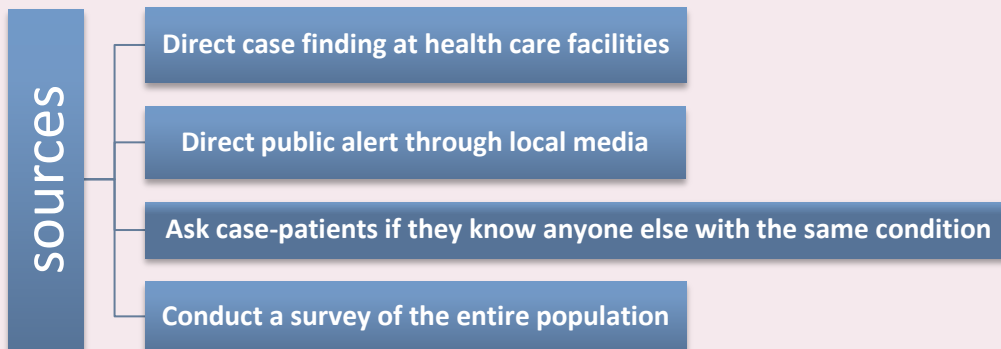 sources
Direct case finding at health care facilities
Direct public alert through local media
Ask case-patients if they know anyone else with the same condition
Conduct a survey of the entire population